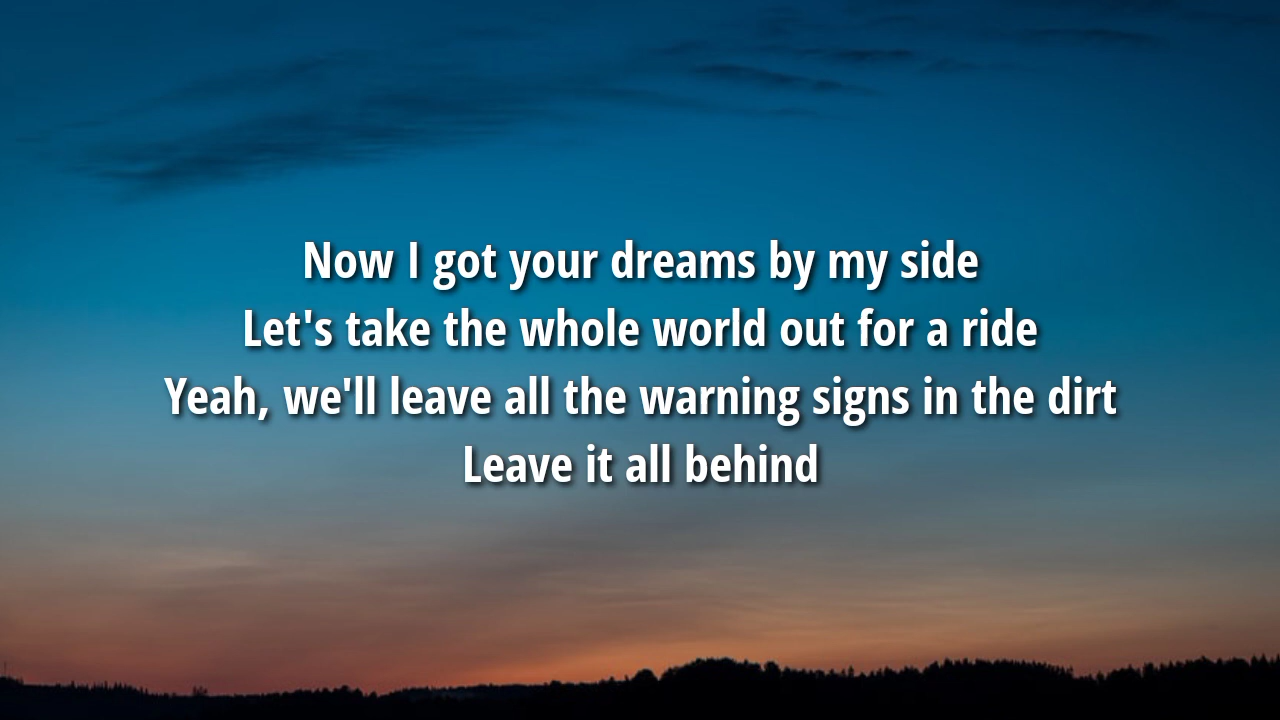 Now I got your dreams by my side
Let's take the whole world out for a ride
Yeah, we'll leave all the warning signs in the dirt
Leave it all behind